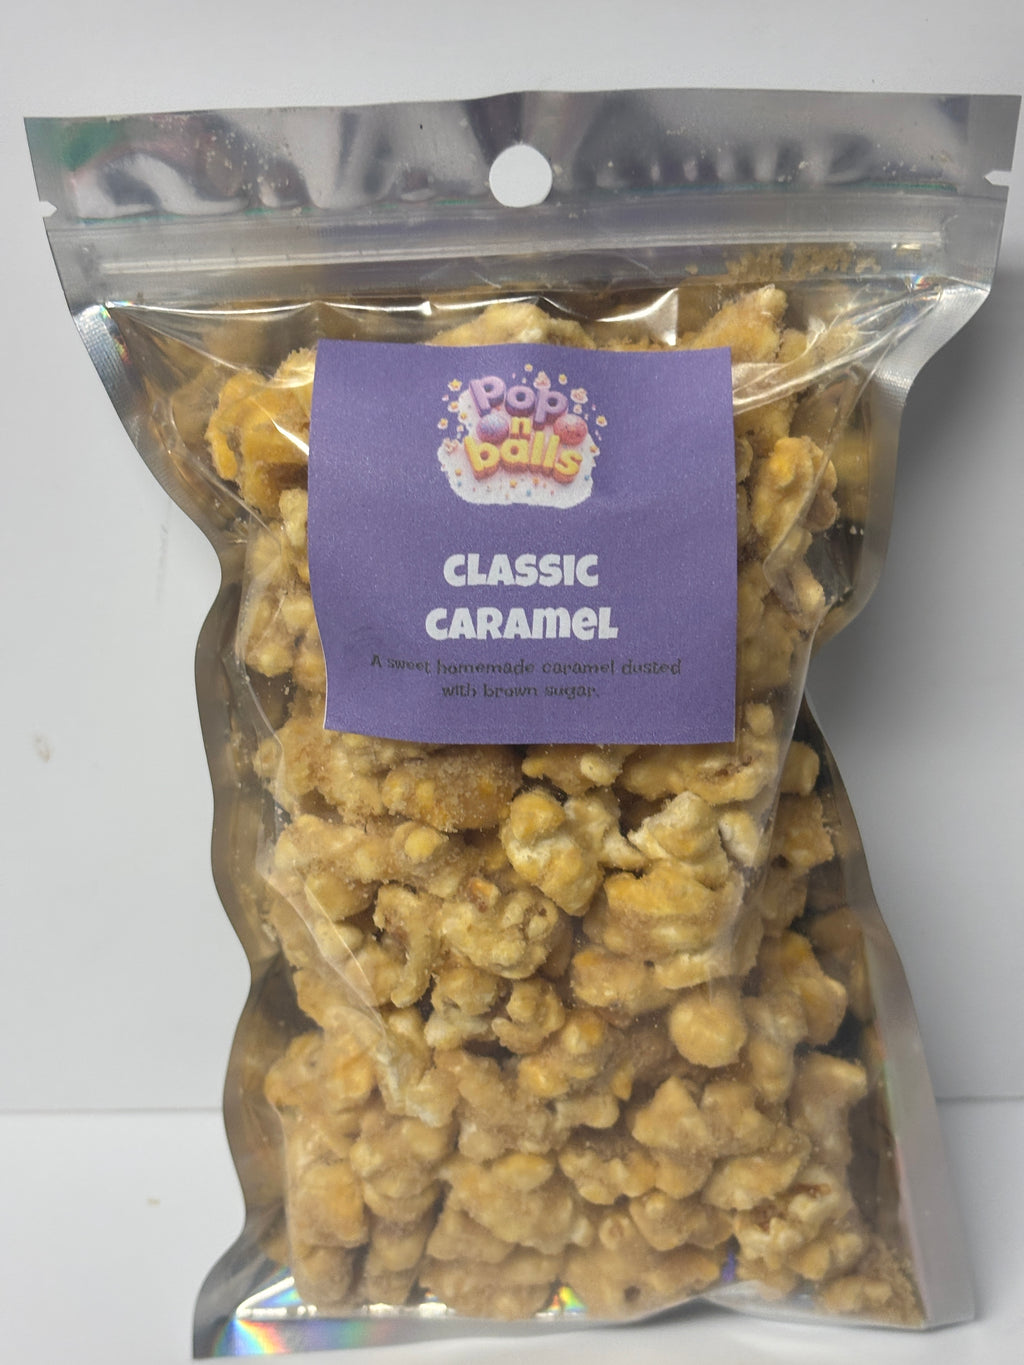 Pop
n
balls
CLASSIC
CARAMEL
A sweet homemade caramel dusted
with brown sugar.